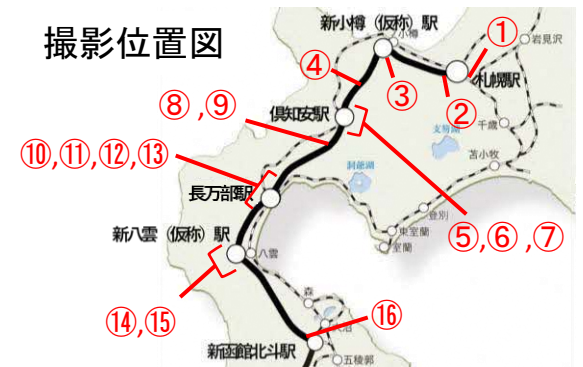 撮影位置図
新小樽（仮称）駅
小樽
①
岩見沢
④
札幌駅
③
②
⑧ ,⑨
倶知安駅
支笏湖
千歳
⑩,⑪,⑫,⑬
苫小牧
洞爺湖
長万部駅
登別
東室蘭
室蘭
⑤,⑥ ,⑦
新八雲（仮称）駅
八雲
⑭,⑮
森
⑯
新函館北斗駅
五稜郭